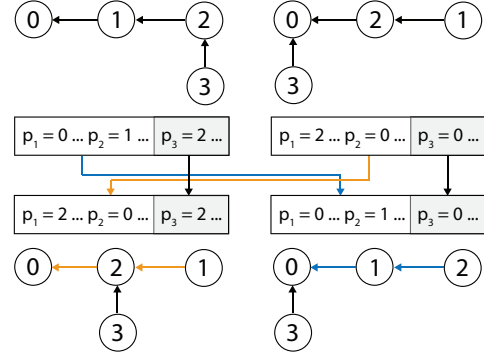 0 1 2 0 2 1
3 3
p1 = 0 ... p2 = 1 ... p3 = 2 ... p1 = 2 ... p2 = 0 ... p3 = 0 ...
p1 = 2 ... p2 = 0 ... p3 = 2 ... p1 = 0 ... p2 = 1 ... p3 = 0 ...
0 2 1 0 1 2
3 3